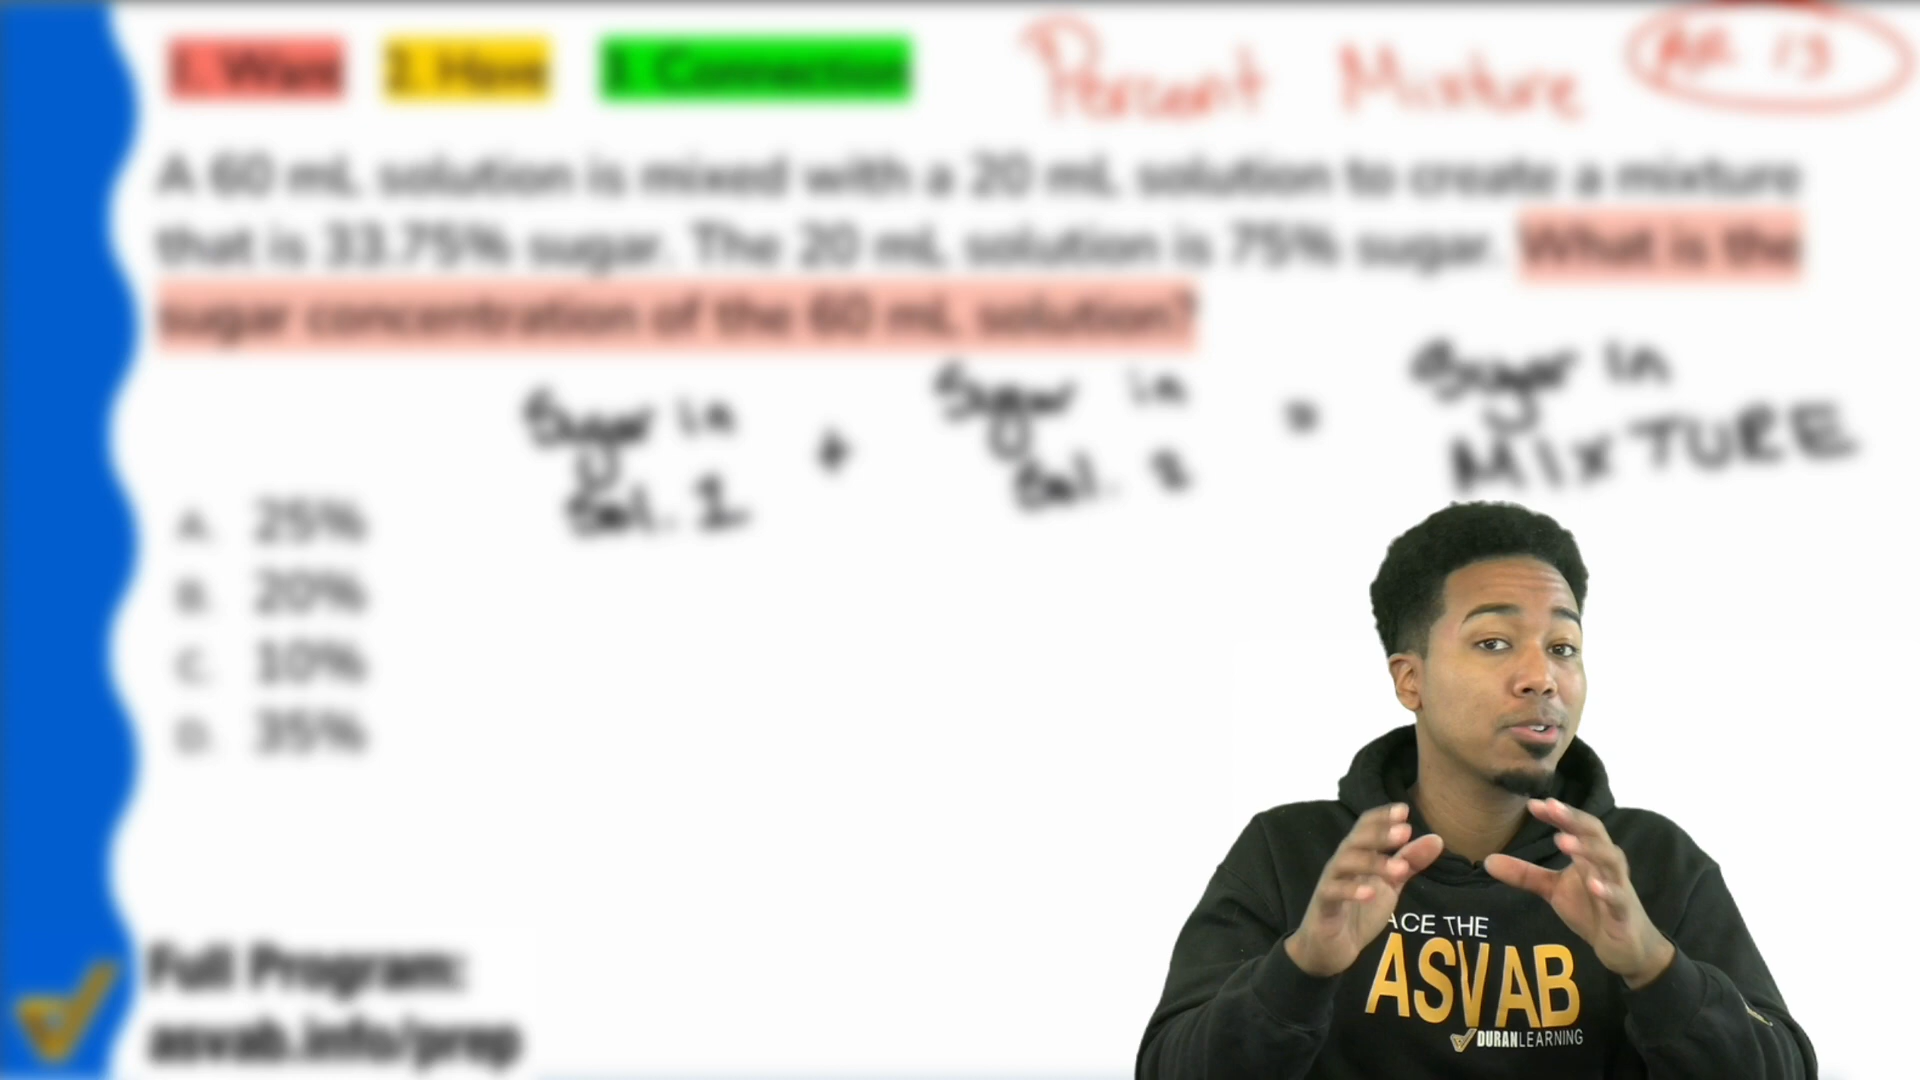 1. Want 2. Have 3. Connection Percent Mixture AR 13
A 60 mL solution is mixed with a 20 mL solution to create a mixture
that is 33.75% sugar. The 20 mL solution is 75% sugar. What is the
sugar concentration of the 60 mL solution?
Sugar in + Sugar in = Sugar in
Sol. 1 Sol. 2 MIXTURE
A. 25%
B. 20%
C. 10%
D. 35%
ACE THE
ASVAB
DURANLEARNING
Full Program:
asvab.info/prep